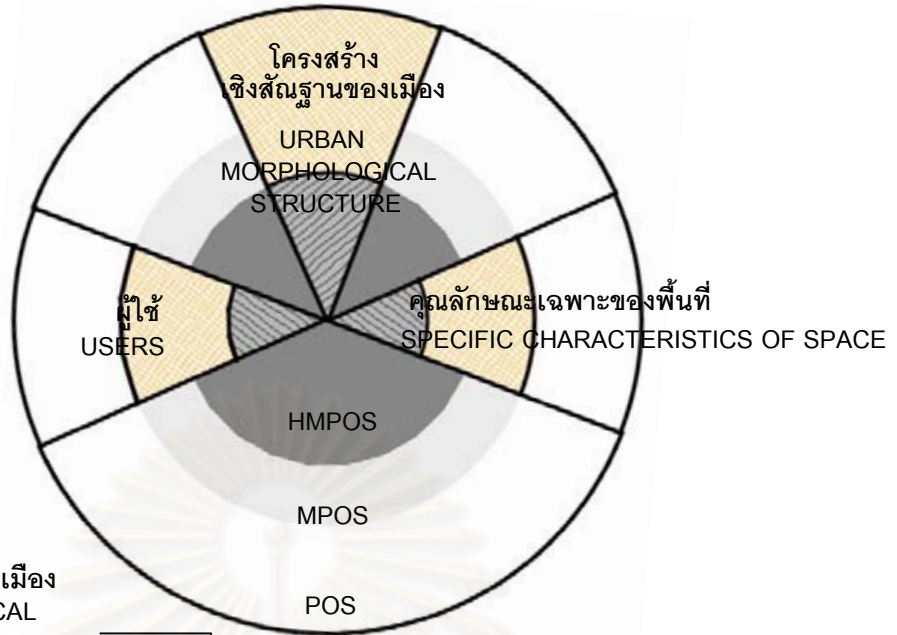 โครงสร้าง
เชิงสัณฐานของเมือง
URBAN
MORPHOLOGICAL
STRUCTURE
ผู้ใช้
USERS
คุณลักษณะเฉพาะของพื้นที่
SPECIFIC CHARACTERISTICS OF SPACE
HMPOS
MPOS
POS
เมือง
CAL